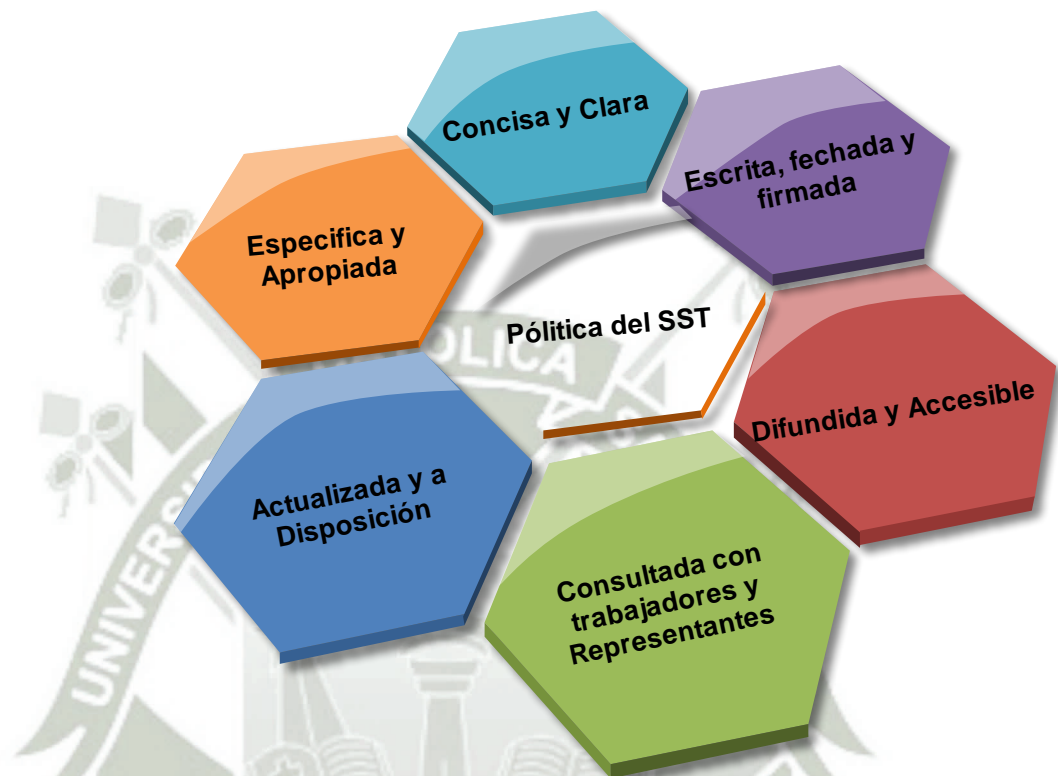 Concisa y Clara
Escrita, fechada y
firmada
Especifica y
Apropiada
Pólitica del SST
Difundida y Accesible
Actualizada y a
Disposición
Consultada con
trabajadores y
Representantes